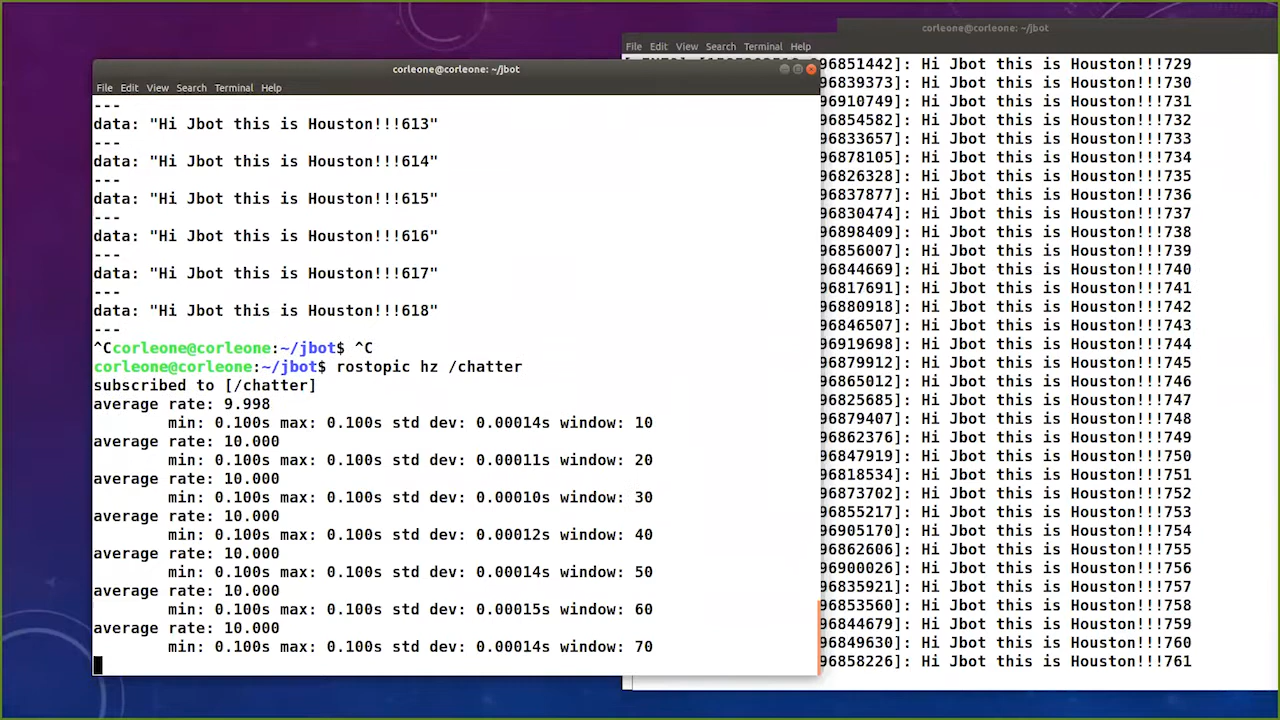 corleone@corleone: ~/jbot
File Edit View Search Terminal Help
---
data: "Hi Jbot this is Houston!!!613"
---
data: "Hi Jbot this is Houston!!!614"
---
data: "Hi Jbot this is Houston!!!615"
---
data: "Hi Jbot this is Houston!!!616"
---
data: "Hi Jbot this is Houston!!!617"
---
data: "Hi Jbot this is Houston!!!618"
---
^Ccorleone@corleone:~/jbot$ ^C
corleone@corleone:~/jbot$ rostopic hz /chatter
subscribed to [/chatter]
average rate: 9.998
min: 0.100s max: 0.100s std dev: 0.00014s window: 10
average rate: 10.000
min: 0.100s max: 0.100s std dev: 0.00011s window: 20
average rate: 10.000
min: 0.100s max: 0.100s std dev: 0.00010s window: 30
average rate: 10.000
min: 0.100s max: 0.100s std dev: 0.00012s window: 40
average rate: 10.000
min: 0.100s max: 0.100s std dev: 0.00014s window: 50
average rate: 10.000
min: 0.100s max: 0.100s std dev: 0.00015s window: 60
average rate: 10.000
min: 0.100s max: 0.100s std dev: 0.00014s window: 70
corleone@corleone: ~/jbot
File Edit View Search Terminal Help
96851442]: Hi Jbot this is Houston!!!729
96839373]: Hi Jbot this is Houston!!!730
96910749]: Hi Jbot this is Houston!!!731
96854582]: Hi Jbot this is Houston!!!732
96833657]: Hi Jbot this is Houston!!!733
96878105]: Hi Jbot this is Houston!!!734
96826328]: Hi Jbot this is Houston!!!735
96837877]: Hi Jbot this is Houston!!!736
96830474]: Hi Jbot this is Houston!!!737
96898409]: Hi Jbot this is Houston!!!738
96856007]: Hi Jbot this is Houston!!!739
96844669]: Hi Jbot this is Houston!!!740
96817691]: Hi Jbot this is Houston!!!741
96880918]: Hi Jbot this is Houston!!!742
96846507]: Hi Jbot this is Houston!!!743
96919698]: Hi Jbot this is Houston!!!744
96879912]: Hi Jbot this is Houston!!!745
96865012]: Hi Jbot this is Houston!!!746
96825685]: Hi Jbot this is Houston!!!747
96879407]: Hi Jbot this is Houston!!!748
96862376]: Hi Jbot this is Houston!!!749
96847919]: Hi Jbot this is Houston!!!750
96818534]: Hi Jbot this is Houston!!!751
96873702]: Hi Jbot this is Houston!!!752
96855217]: Hi Jbot this is Houston!!!753
96905170]: Hi Jbot this is Houston!!!754
96862606]: Hi Jbot this is Houston!!!755
96900026]: Hi Jbot this is Houston!!!756
96835921]: Hi Jbot this is Houston!!!757
96853560]: Hi Jbot this is Houston!!!758
96844679]: Hi Jbot this is Houston!!!759
96849630]: Hi Jbot this is Houston!!!760
96858226]: Hi Jbot this is Houston!!!761